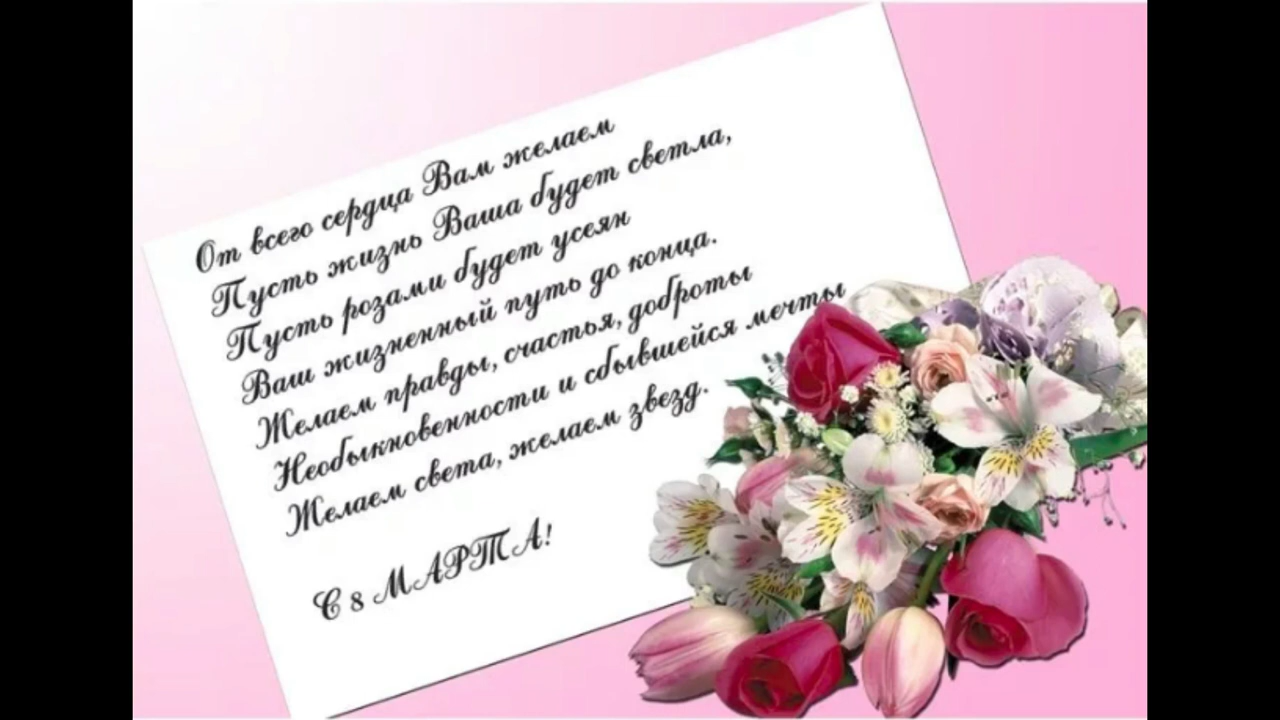 От всего сердца Вам желаем
Пусть жизнь Ваша будет светла,
Пусть розами будет усеян
Ваш жизненный путь до конца.
Желаем правды, счастья, доброты
Необыкновенности и сбывшейся мечты
Желаем света, желаем звезд.
С 8 МАРТА!